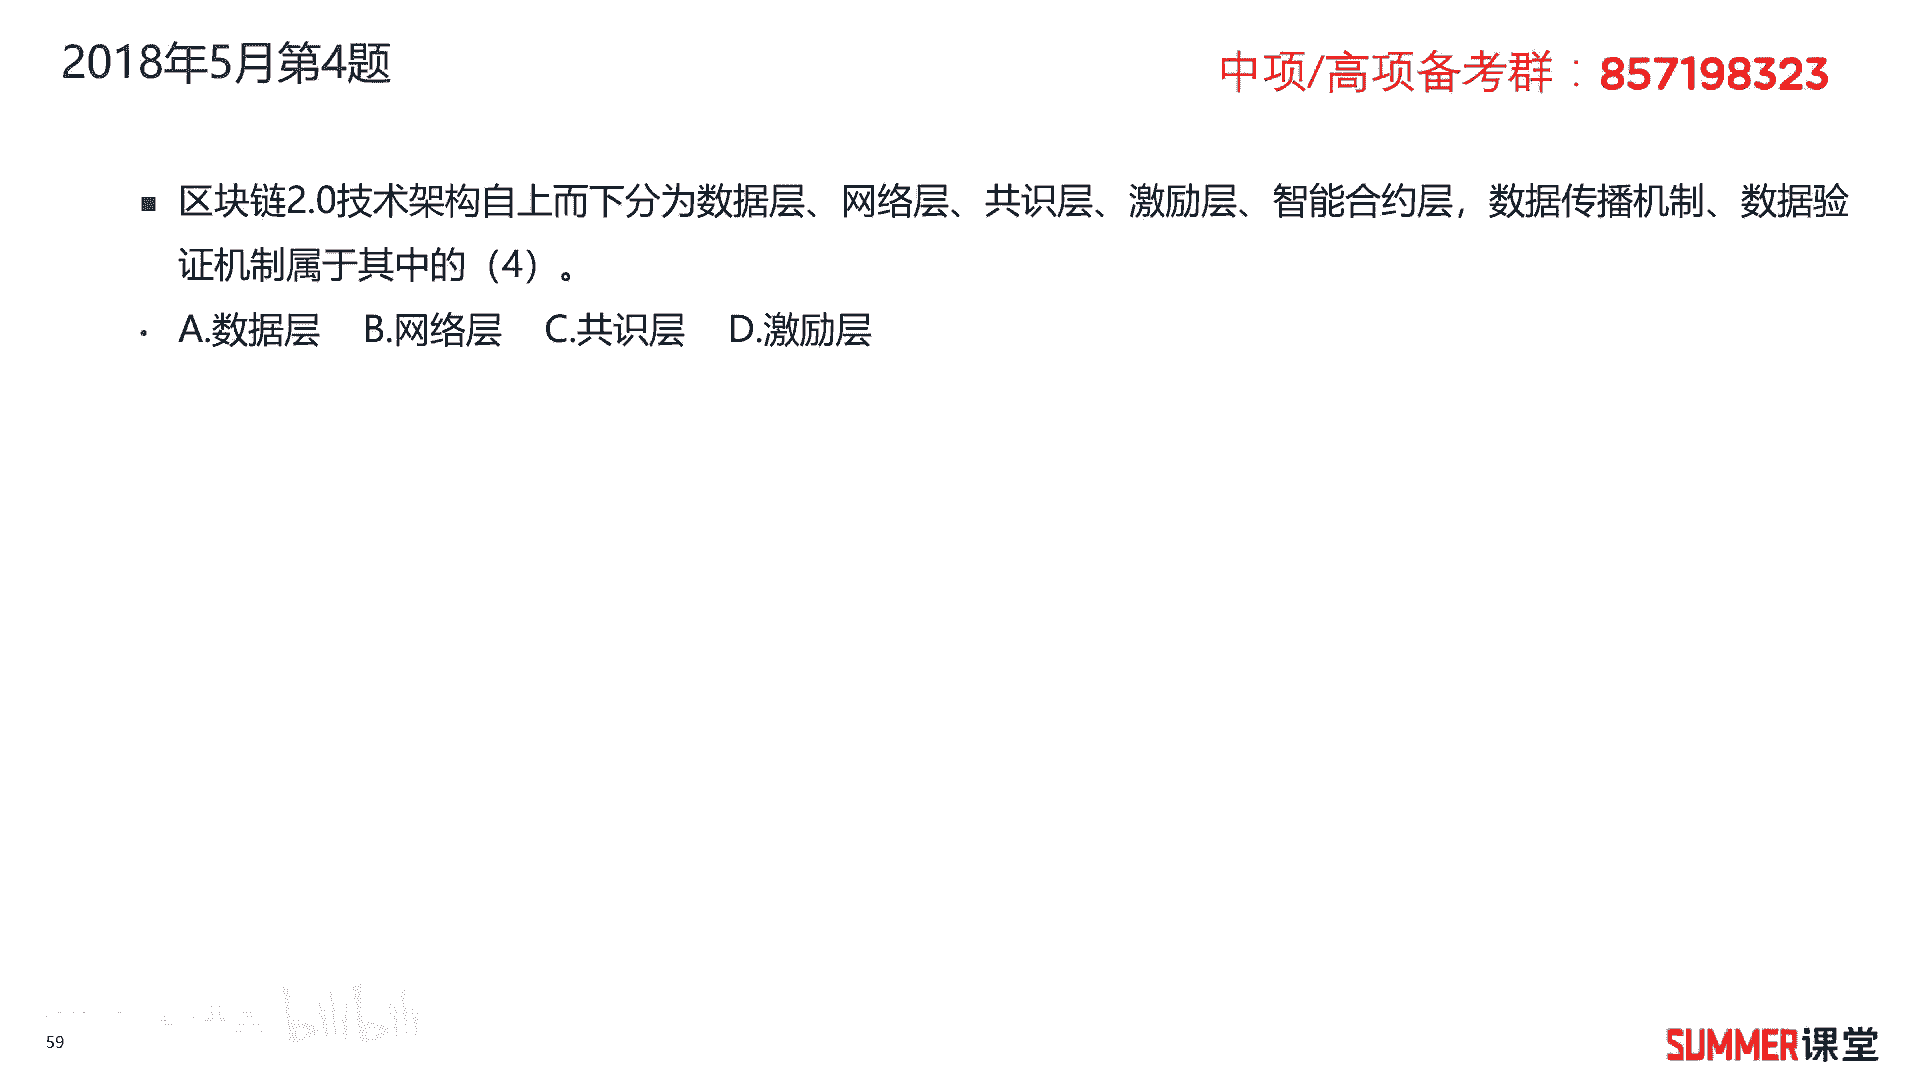 2018年5月第4题
中项/高项备考群：857198323
▪ 区块链2.0技术架构自上而下分为数据层、网络层、共识层、激励层、智能合约层，数据传播机制、数据验
证机制属于其中的（4）。
• A.数据层 B.网络层 C.共识层 D.激励层
bilibili
59
SUMMER课堂